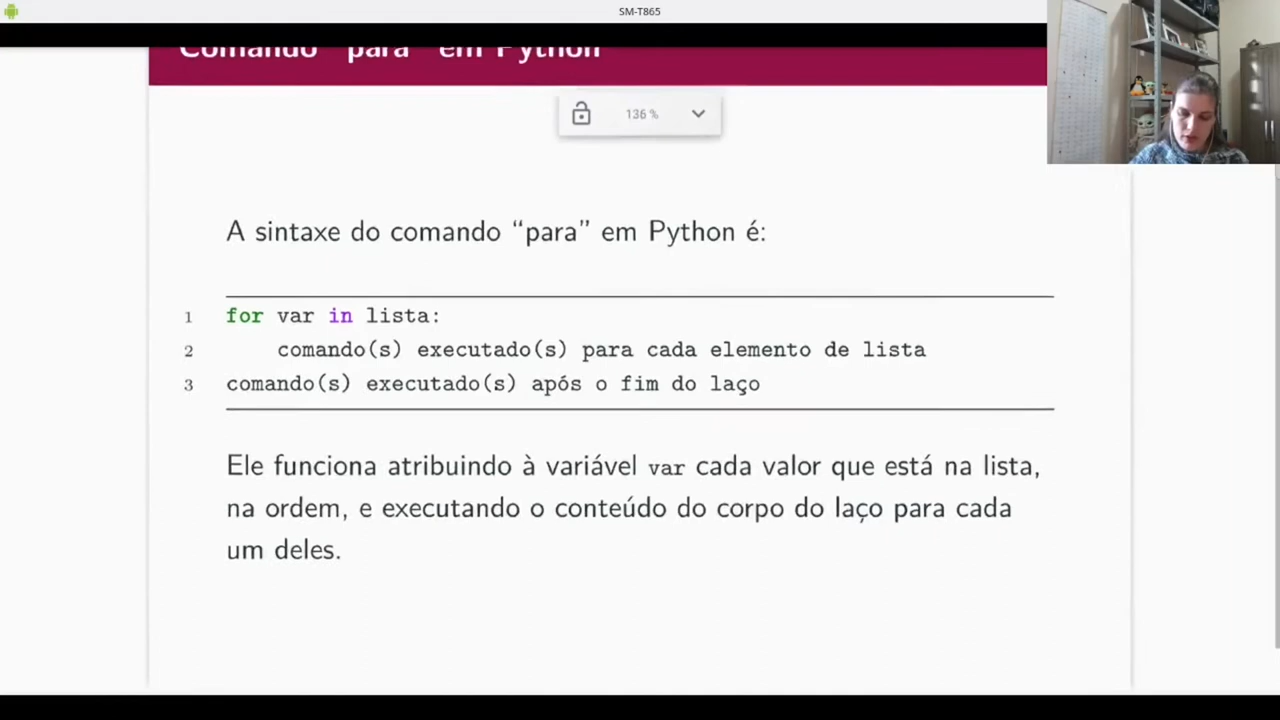 SM-T865
Comando "para" em Python
136 %
A sintaxe do comando “para” em Python é:
1 for var in lista:
2 comando(s) executado(s) para cada elemento de lista
3 comando(s) executado(s) após o fim do laço
Ele funciona atribuindo à variável var cada valor que está na lista,
na ordem, e executando o conteúdo do corpo do laço para cada
um deles.